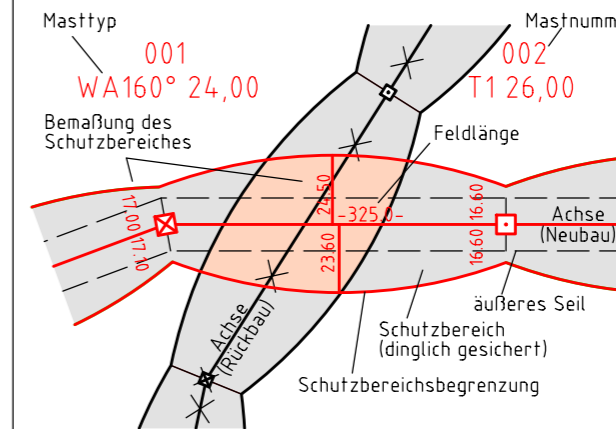 Masttyp
Mastnumm
001
WA160° 24,00
002
T1 26,00
Bemaßung des
Schutzbereiches
Feldlänge
24.50
-325,0-
23.60
17.00
17.10
16.60
16.60
Achse
(Neubau)
äußeres Seil
Schutzbereich
(dinglich gesichert)
Achse
(Rückbau)
Schutzbereichsbegrenzung